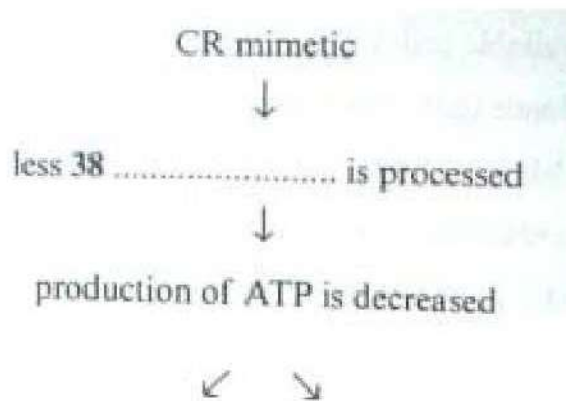 CR mimetic
↓
less 38 ........................ is processed
↓
production of ATP is decreased
↙ ↘